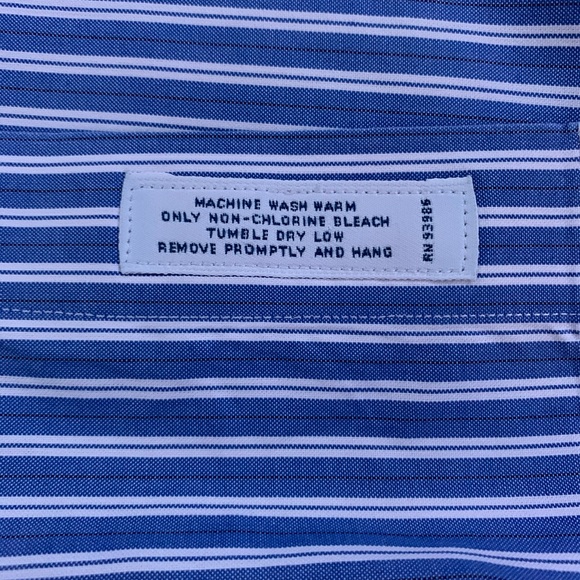 MACHINE WASH WARM
ONLY NON-CHLORINE BLEACH
TUMBLE DRY LOW
REMOVE PROMPTLY AND HANG
RN 93986